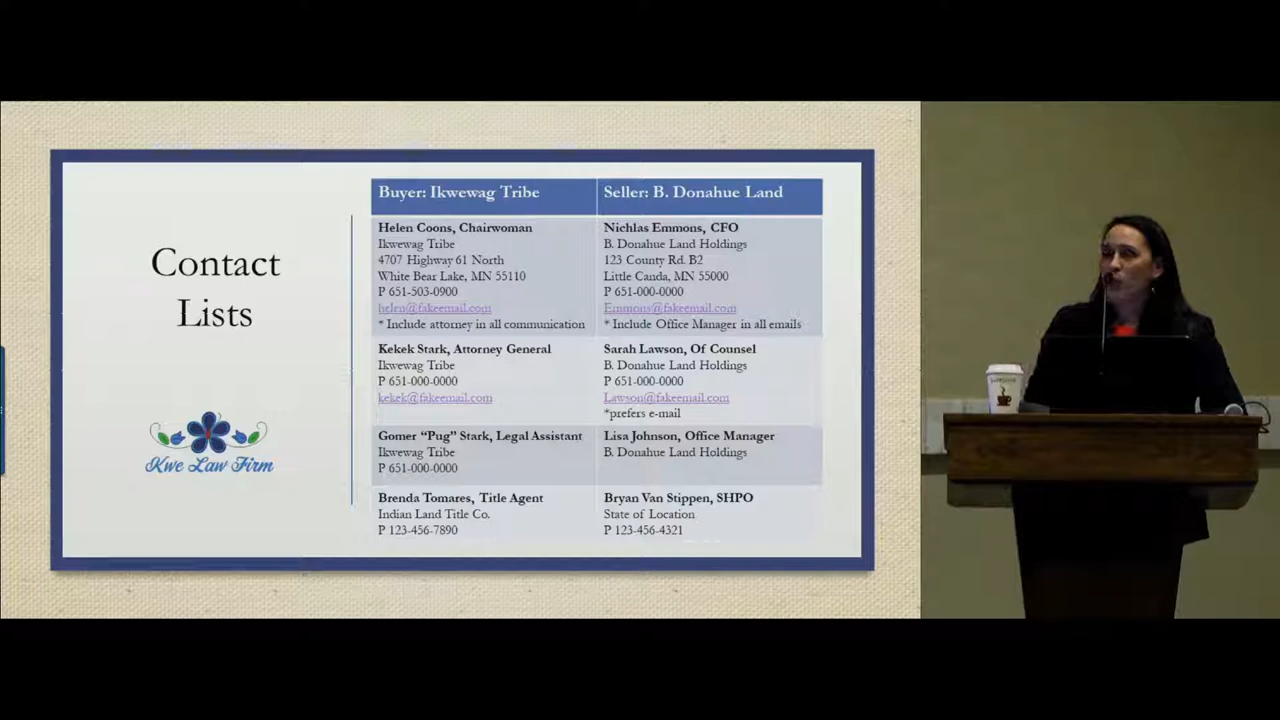 Contact
Lists
Kwe Law Firm
Buyer: Ikwewag Tribe
Seller: B. Donahue Land
Helen Coons, Chairwoman
Ikwewag Tribe
4707 Highway 61 North
White Bear Lake, MN 55110
P 651-503-0900
helen@fakeemail.com
* Include attorney in all communication
Nichlas Emmons, CFO
B. Donahue Land Holdings
123 County Rd. B2
Little Canda, MN 55000
P 651-000-0000
Emmons@fakeemail.com
* Include Office Manager in all emails
Kekek Stark, Attorney General
Ikwewag Tribe
P 651-000-0000
kekek@fakeemail.com
Sarah Lawson, Of Counsel
B. Donahue Land Holdings
P 651-000-0000
Lawson@fakeemail.com
*prefers e-mail
Gomer “Pug” Stark, Legal Assistant
Ikwewag Tribe
P 651-000-0000
Lisa Johnson, Office Manager
B. Donahue Land Holdings
Brenda Tomares, Title Agent
Indian Land Title Co.
P 123-456-7890
Bryan Van Stippen, SHPO
State of Location
P 123-456-4321